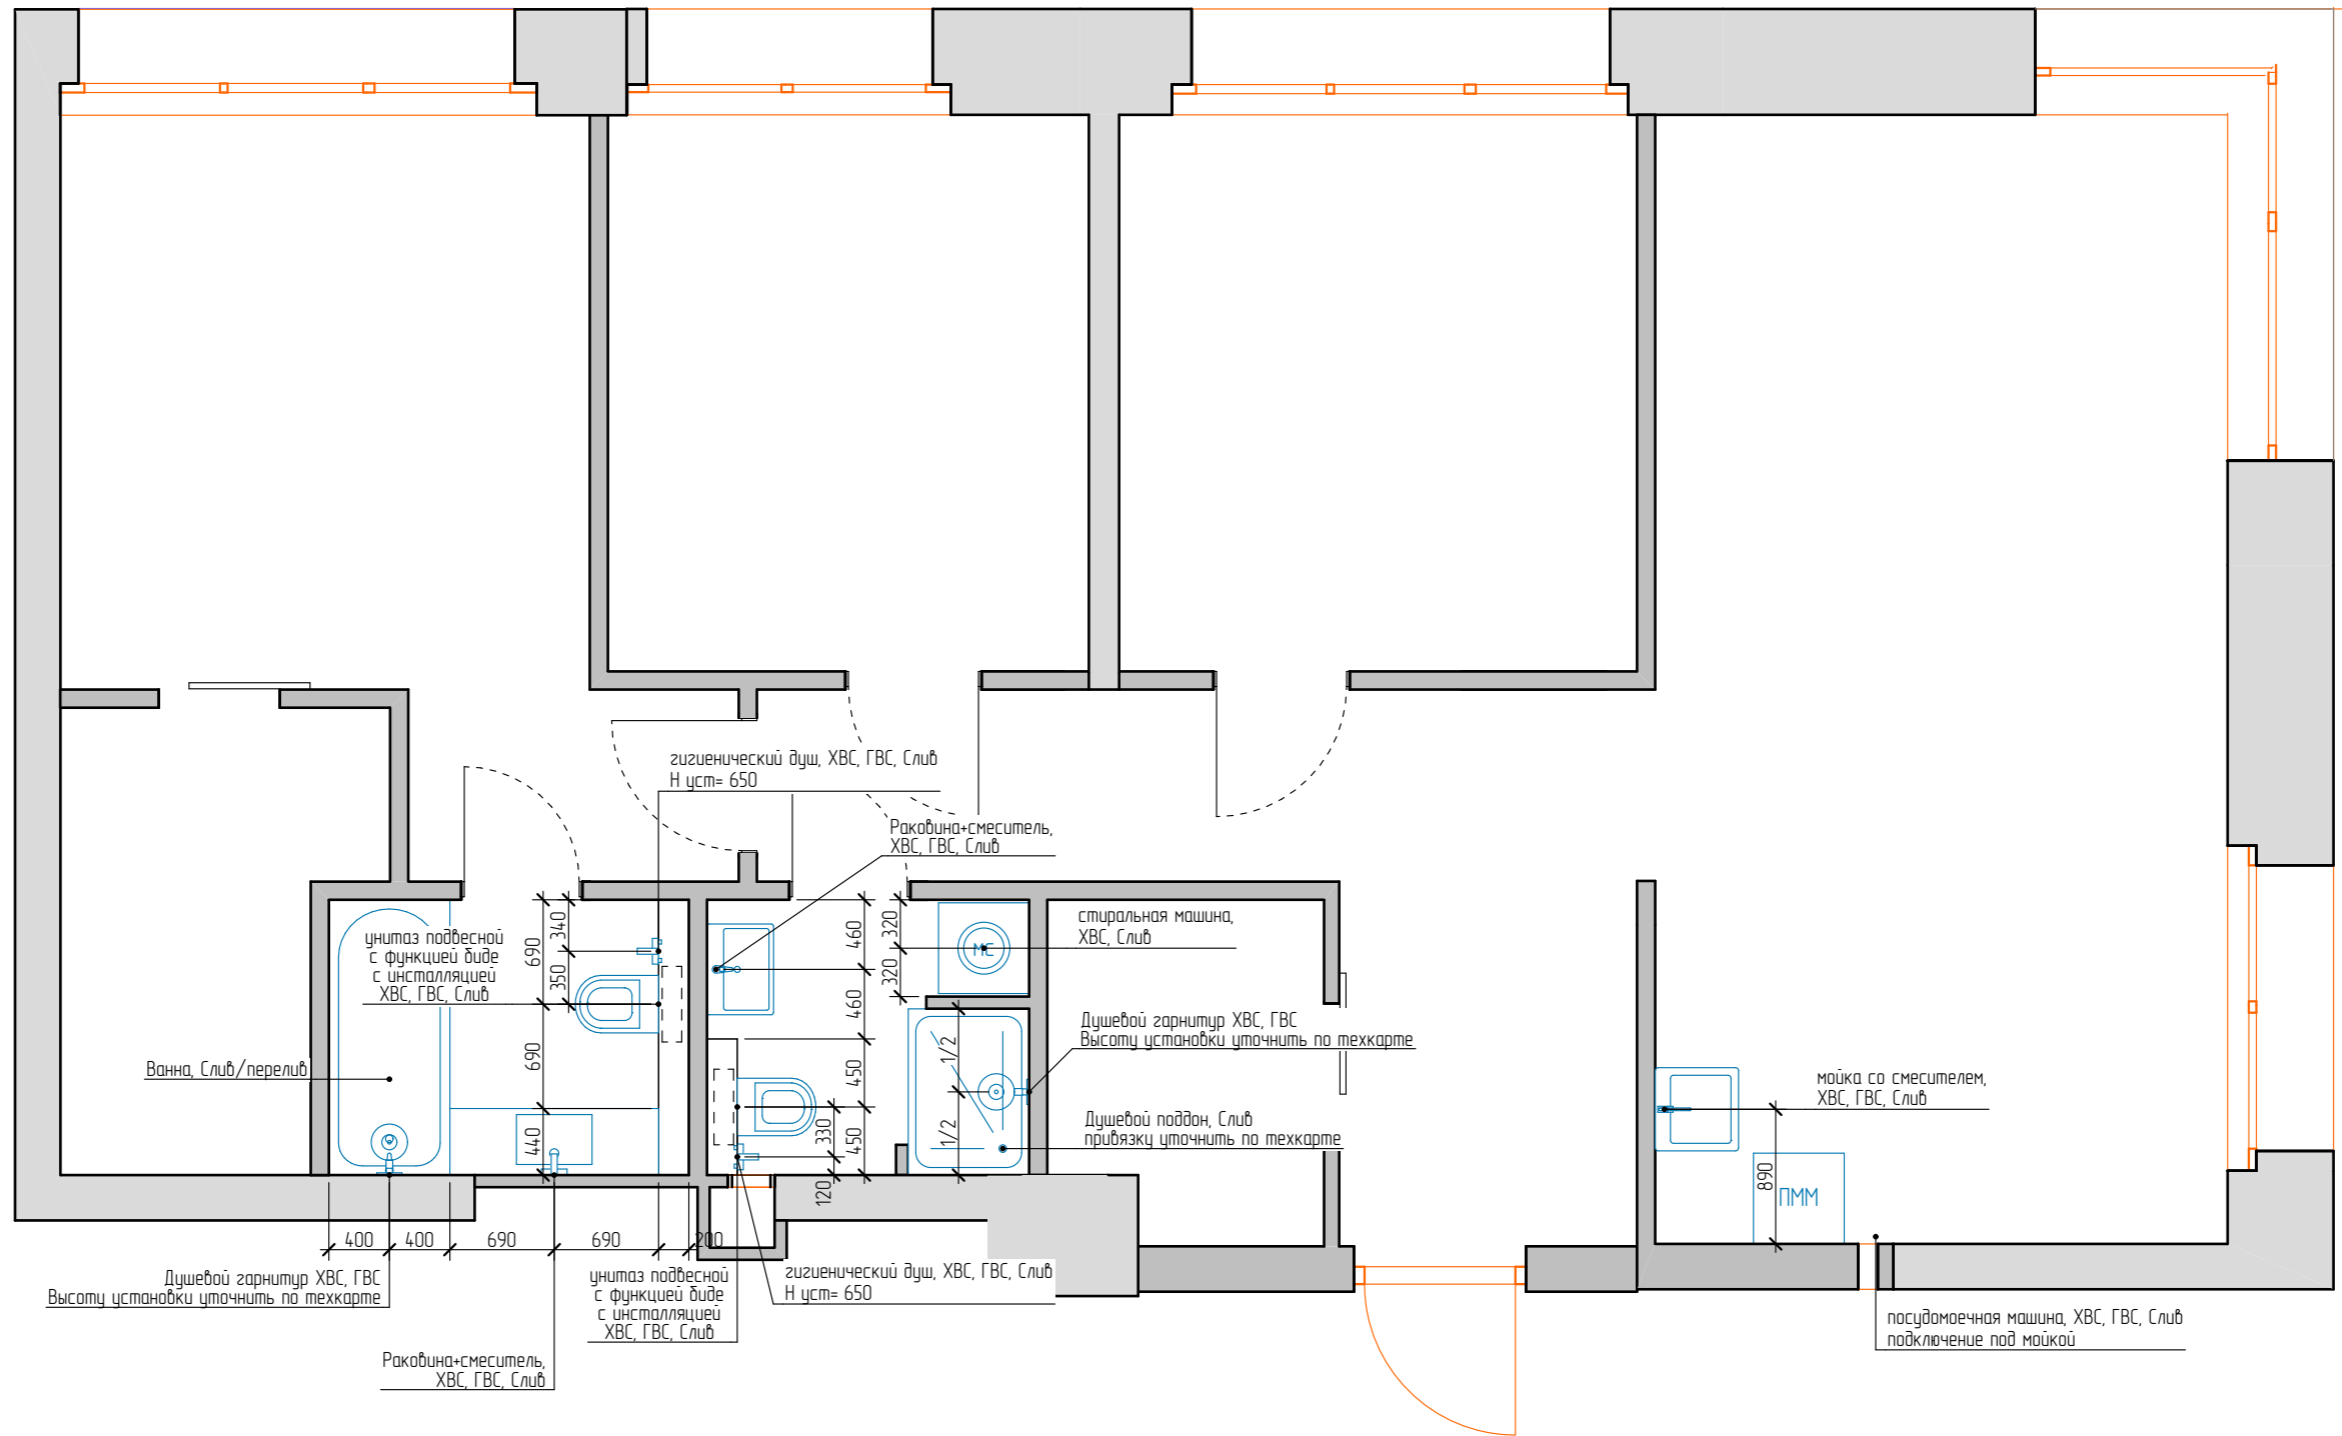 гигиенический душ, ХВС, ГВС, Слив
Н уст= 650
Раковина+смеситель,
ХВС, ГВС, Слив
унитаз подвесной
с функцией биде
с инсталляцией
ХВС, ГВС, Слив
340
690
350
690
440
460
460
450
450
330
120
320
320
МС
стиральная машина,
ХВС, Слив
1/2
1/2
Душевой гарнитур ХВС, ГВС
Высоту установки уточнить по техкарте
Душевой поддон, Слив
привязку уточнить по техкарте
Ванна, Слив/перелив
мойка со смесителем,
ХВС, ГВС, Слив
890
ПММ
400
400
690
690
200
Душевой гарнитур ХВС, ГВС
Высоту установки уточнить по техкарте
унитаз подвесной
с функцией биде
с инсталляцией
ХВС, ГВС, Слив
гигиенический душ, ХВС, ГВС, Слив
Н уст= 650
Раковина+смеситель,
ХВС, ГВС, Слив
посудомоечная машина, ХВС, ГВС, Слив
подключение под мойкой